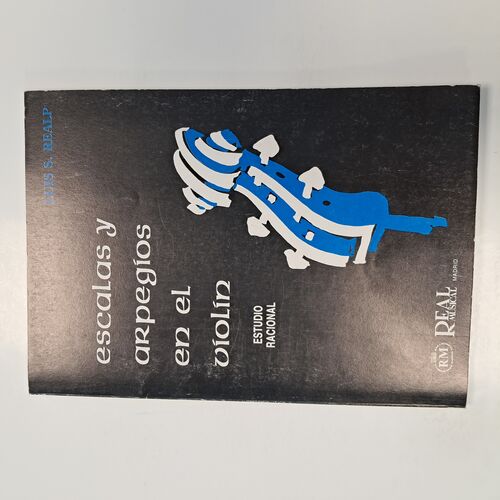 LUIS S. REALP
escalas y
arpegios
en el
violín
ESTUDIO
RACIONAL
RM
REAL
MUSICAL
MADRID